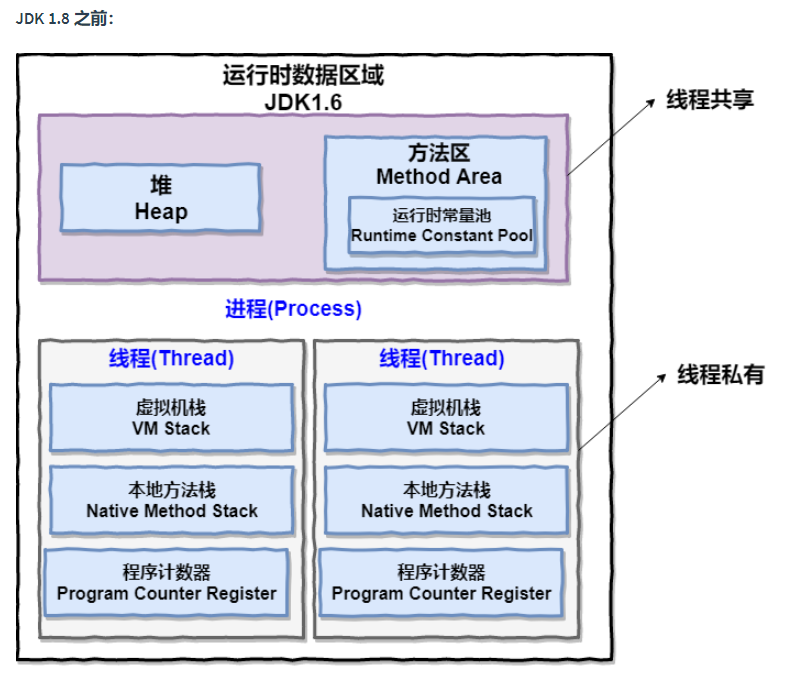 JDK 1.8 之前：
运行时数据区域
JDK1.6
线程共享
堆
Heap
方法区
Method Area
运行时常量池
Runtime Constant Pool
进程(Process)
线程(Thread)
虚拟机栈
VM Stack
本地方法栈
Native Method Stack
程序计数器
Program Counter Register
线程(Thread)
虚拟机栈
VM Stack
本地方法栈
Native Method Stack
程序计数器
Program Counter Register
线程私有